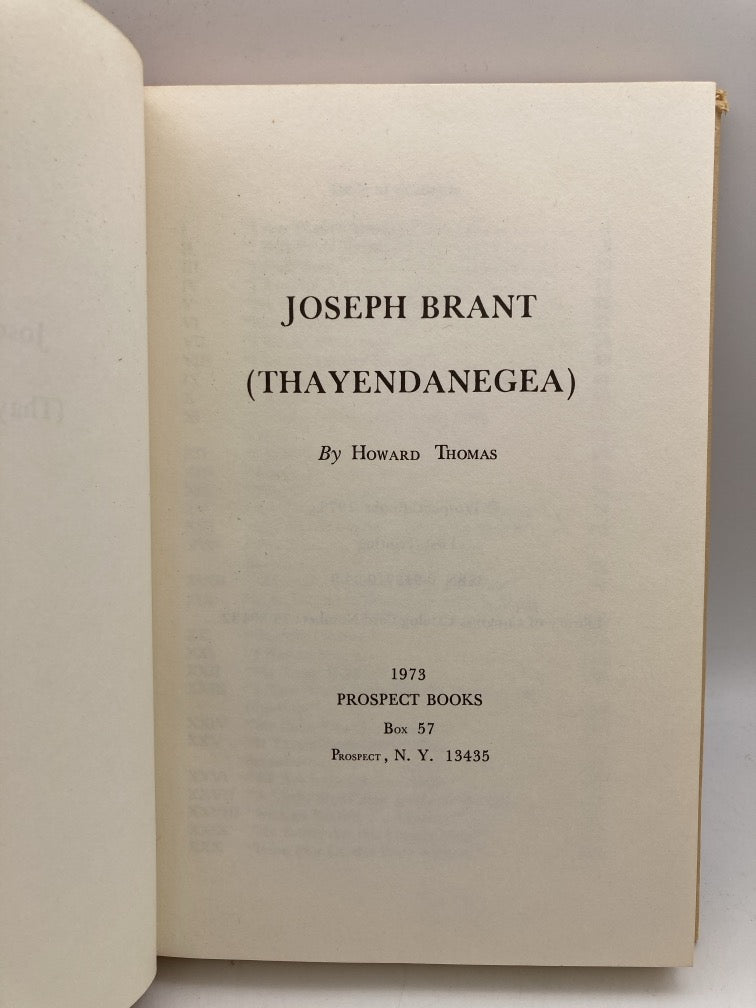 JOSEPH BRANT
(THAYENDANEGEA)
By HOWARD THOMAS
1973
PROSPECT BOOKS
Box 57
PROSPECT, N. Y. 13435